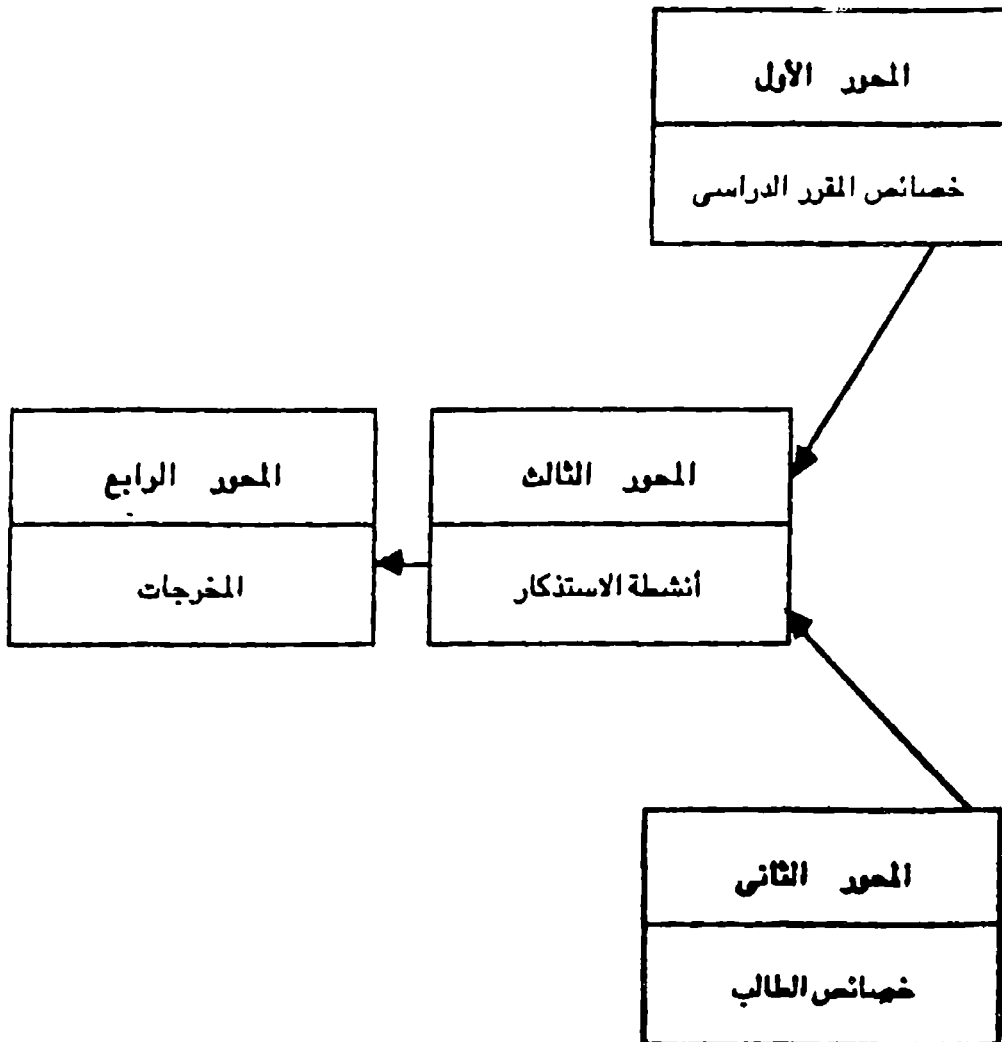 المحور الأول
خصائص المقرر الدراسى
المحور الثالث
أنشطة الاستذكار
المحور الرابع
المخرجات
المحور الثانى
خصائص الطالب